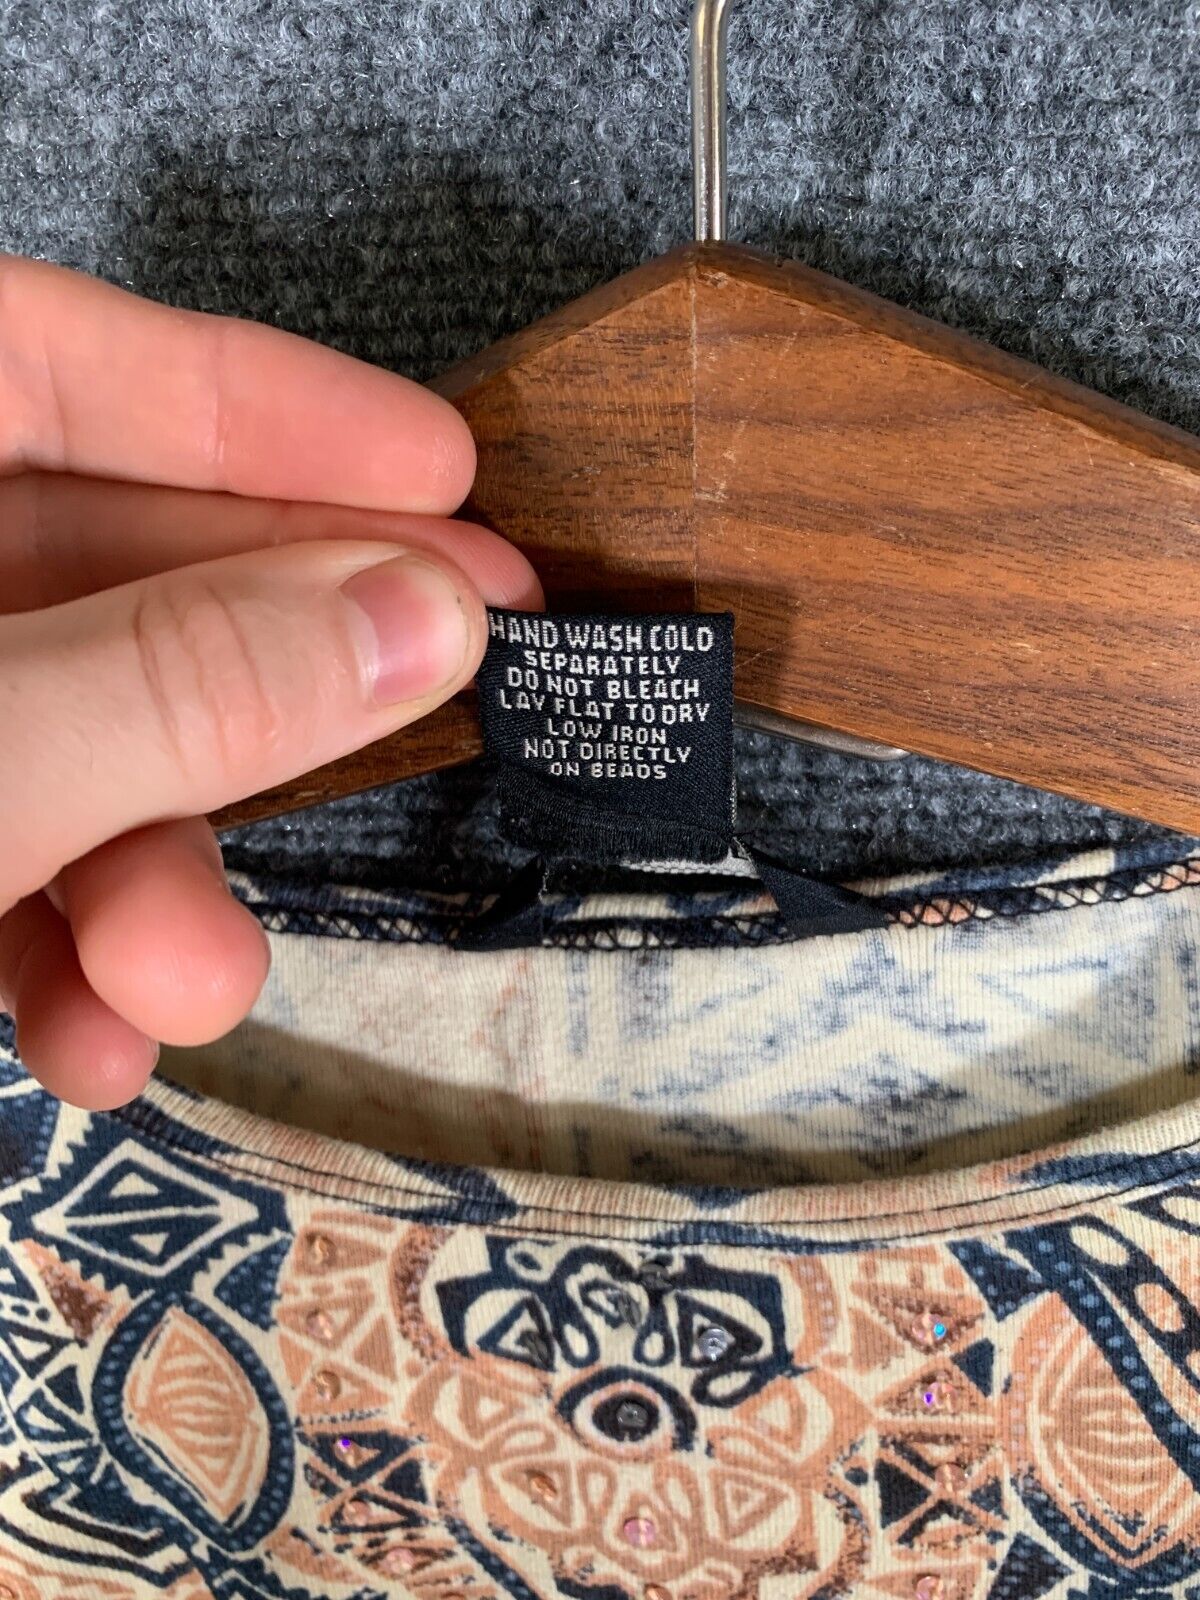 HAND WASH COLD
SEPARATELY
DO NOT BLEACH
LAY FLAT TO DRY
LOW IRON
NOT DIRECTLY
ON BEADS